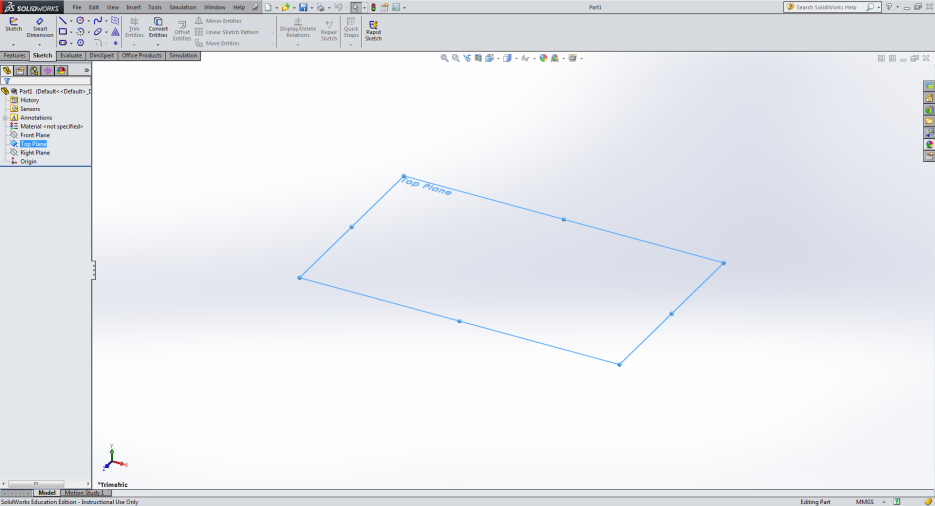 SOLIDWORKS File Edit View Insert Tools Simulation Window Help Part1 Search SolidWorks Help
Sketch
Smart Dimension
Trim Entities
Convert Entities
Offset Entities
Mirror Entities
Linear Sketch Pattern
Move Entities
Display/Delete Relations
Repair Sketch
Quick Snaps
Rapid Sketch
Features Sketch Evaluate DimXpert Office Products Simulation
Part1 (Default<<Default>_D
History
Sensors
Annotations
Material <not specified>
Front Plane
Top Plane
Right Plane
Origin
Top Plane
Y
X
Z
*Trimetric
Model Motion Study 1
SolidWorks Education Edition - Instructional Use Only Editing Part MMGS